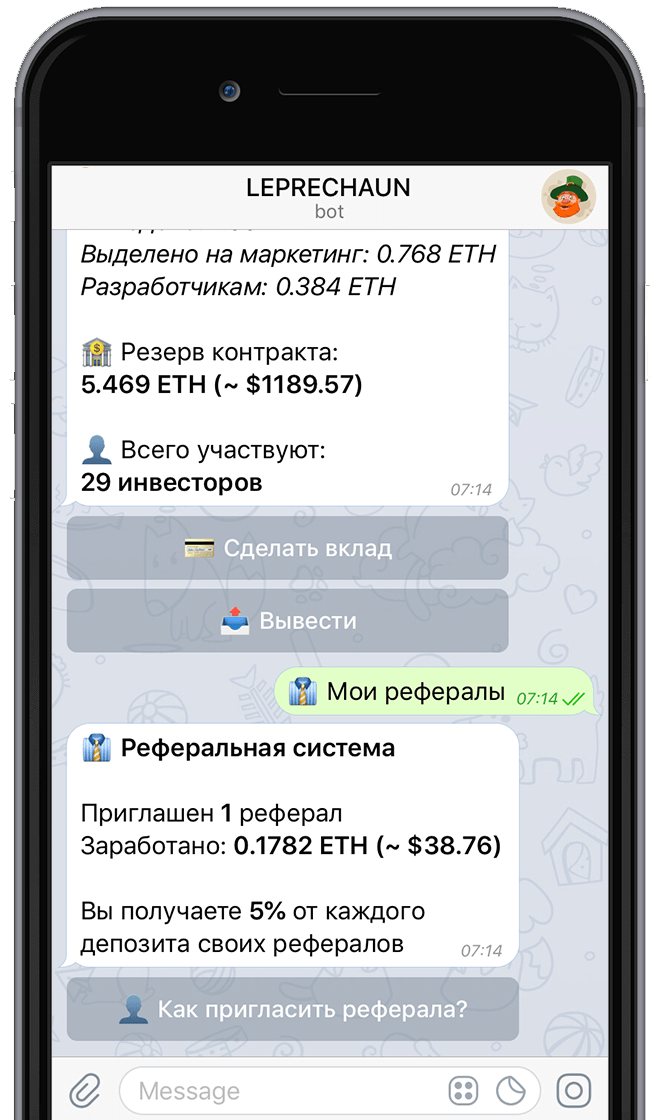 LEPRECHAUN
bot
Выделено на маркетинг: 0.768 ETH
Разработчикам: 0.384 ETH
Резерв контракта:
5.469 ETH (~ $1189.57)
Всего участвуют:
29 инвесторов
07:14
Сделать вклад
Вывести
Мои рефералы 07:14
Реферальная система
Приглашен 1 реферал
Заработано: 0.1782 ETH (~ $38.76)
Вы получаете 5% от каждого
депозита своих рефералов 07:14
Как пригласить реферала?
Message